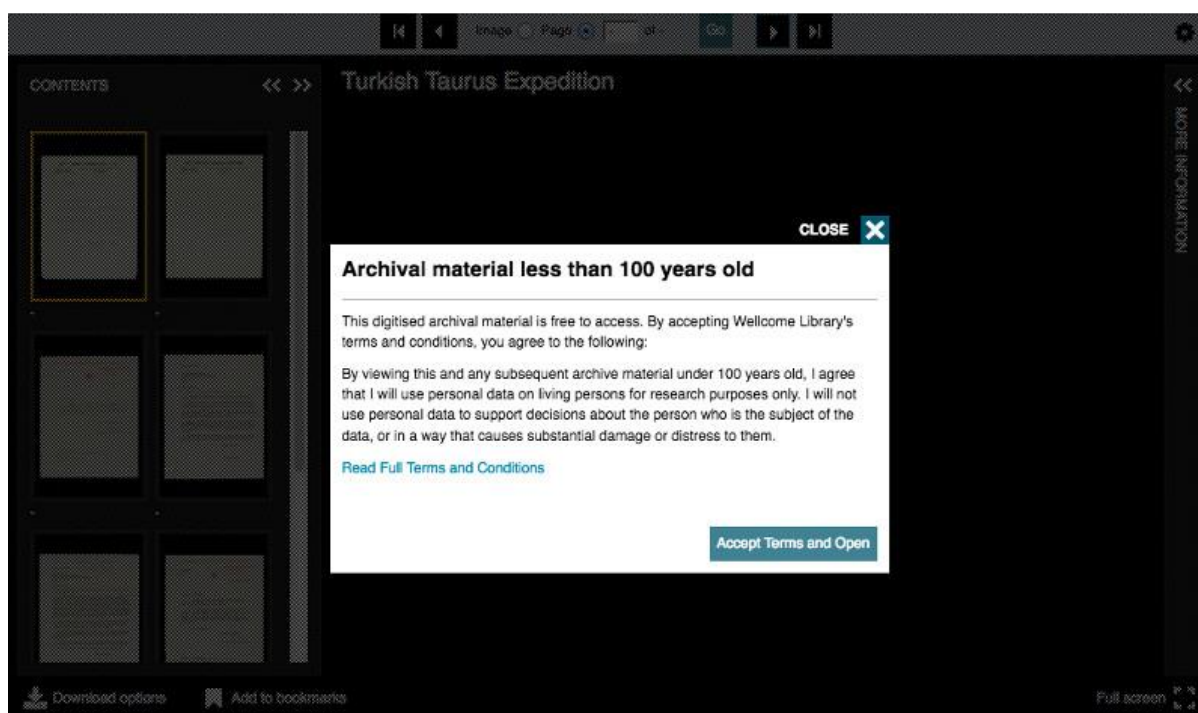 Image Page - of - Go
CONTENTS << >>
Turkish Taurus Expedition
<<
MORE INFORMATION
CLOSE X
Archival material less than 100 years old
This digitised archival material is free to access. By accepting Wellcome Library's
terms and conditions, you agree to the following:
By viewing this and any subsequent archive material under 100 years old, I agree
that I will use personal data on living persons for research purposes only. I will not
use personal data to support decisions about the person who is the subject of the
data, or in a way that causes substantial damage or distress to them.
Read Full Terms and Conditions
Accept Terms and Open
Download options Add to bookmarks Full screen